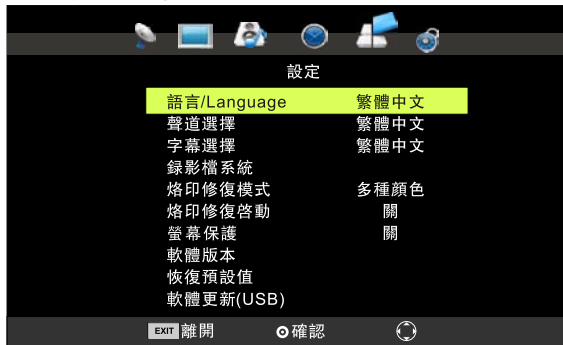 設定
語言/Language 繁體中文
聲道選擇 繁體中文
字幕選擇 繁體中文
録影檔系統
烙印修復模式 多種顏色
烙印修復啓動 關
螢幕保護 關
軟體版本
恢復預設值
軟體更新(USB)
EXIT 離開 確認